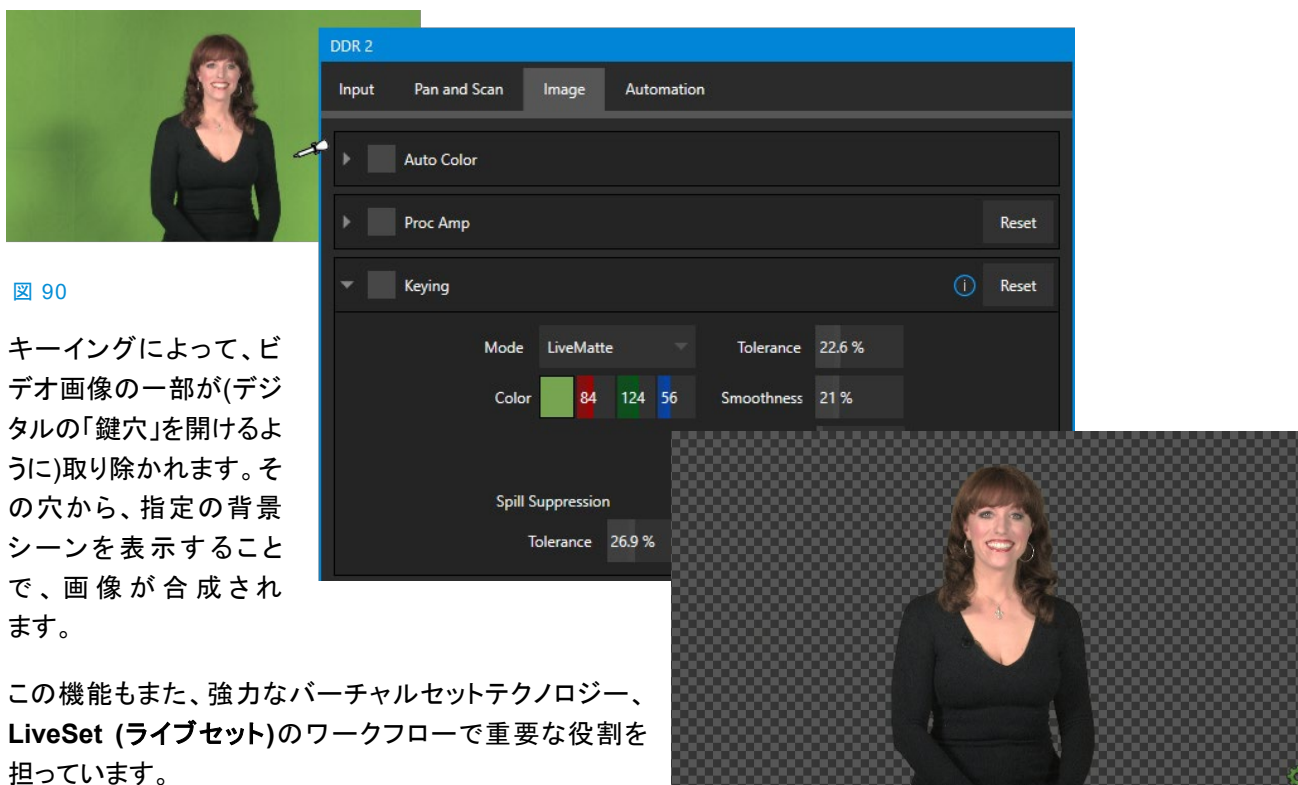 DDR 2
Input Pan and Scan Image Automation
Auto Color
Proc Amp Reset
Keying Reset
Mode LiveMatte Tolerance 22.6 %
Color 84 124 56 Smoothness 21 %
Spill Suppression
Tolerance 26.9 %
図 90
キーイングによって、ビ
デオ画像の一部が(デジ
タルの「鍵穴」を開けるよ
うに)取り除かれます。そ
の穴から、指定の背景
シーンを表示すること
で、画像が合成され
ます。
この機能もまた、強力なバーチャルセットテクノロジー、
LiveSet (ライブセット)のワークフローで重要な役割を
担っています。